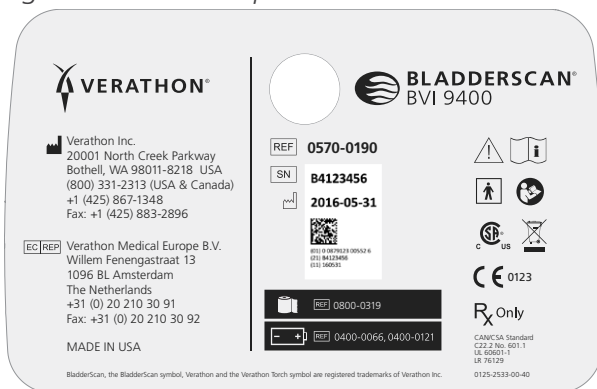 VERATHON®
Verathon Inc.
20001 North Creek Parkway
Bothell, WA 98011-8218 USA
(800) 331-2313 (USA & Canada)
+1 (425) 867-1348
Fax: +1 (425) 883-2896
EC REP
Verathon Medical Europe B.V.
Willem Fenengastraat 13
1096 BL Amsterdam
The Netherlands
+31 (0) 20 210 30 91
Fax: +31 (0) 20 210 30 92
MADE IN USA
BLADDERSCAN®
BVI 9400
REF 0570-0190
SN B4123456
2016-05-31
(01) 0 0879123 00552 6
(21) B4123456
(11) 160531
REF 0800-0319
REF 0400-0066, 0400-0121
i
C SA ® US
CE 0123
Rx Only
CAN/CSA Standard
C22.2 No. 601.1
UL 60601-1
LR 76129
BladderScan, the BladderScan symbol, Verathon and the Verathon Torch symbol are registered trademarks of Verathon Inc.
0125-2533-00-40